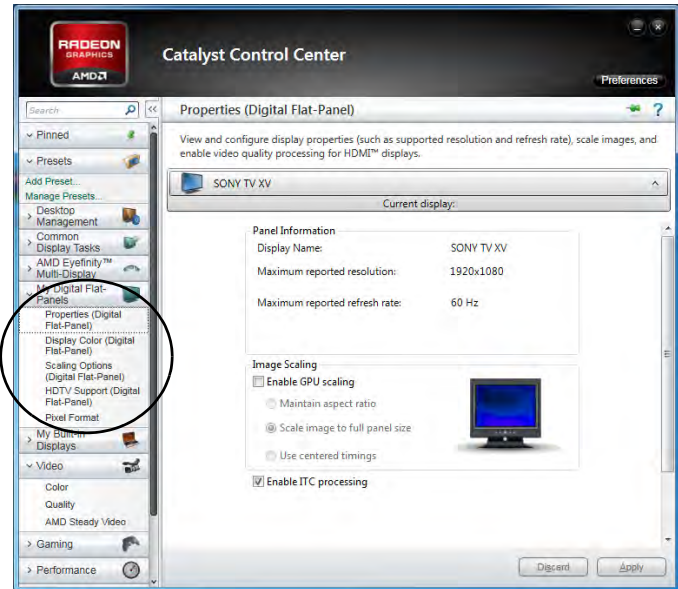 RADEON
GRAPHICS
AMD
Catalyst Control Center
Preferences
Search
<<
Properties (Digital Flat-Panel)
?
Pinned
View and configure display properties (such as supported resolution and refresh rate), scale images, and
enable video quality processing for HDMI™ displays.
Presets
Add Preset...
Manage Presets...
SONY TV XV
Current display:
Desktop
Management
Common
Display Tasks
AMD Eyefinity™
Multi-Display
My Digital Flat-
Panels
Properties (Digital
Flat-Panel)
Display Color (Digital
Flat-Panel)
Scaling Options
(Digital Flat-Panel)
HDTV Support (Digital
Flat-Panel)
Pixel Format
My Built-in
Displays
Video
Color
Quality
AMD Steady Video
Gaming
Performance
Panel Information
Display Name: SONY TV XV
Maximum reported resolution: 1920x1080
Maximum reported refresh rate: 60 Hz
Image Scaling
Enable GPU scaling
Maintain aspect ratio
Scale image to full panel size
Use centered timings
Enable ITC processing
Discard Apply